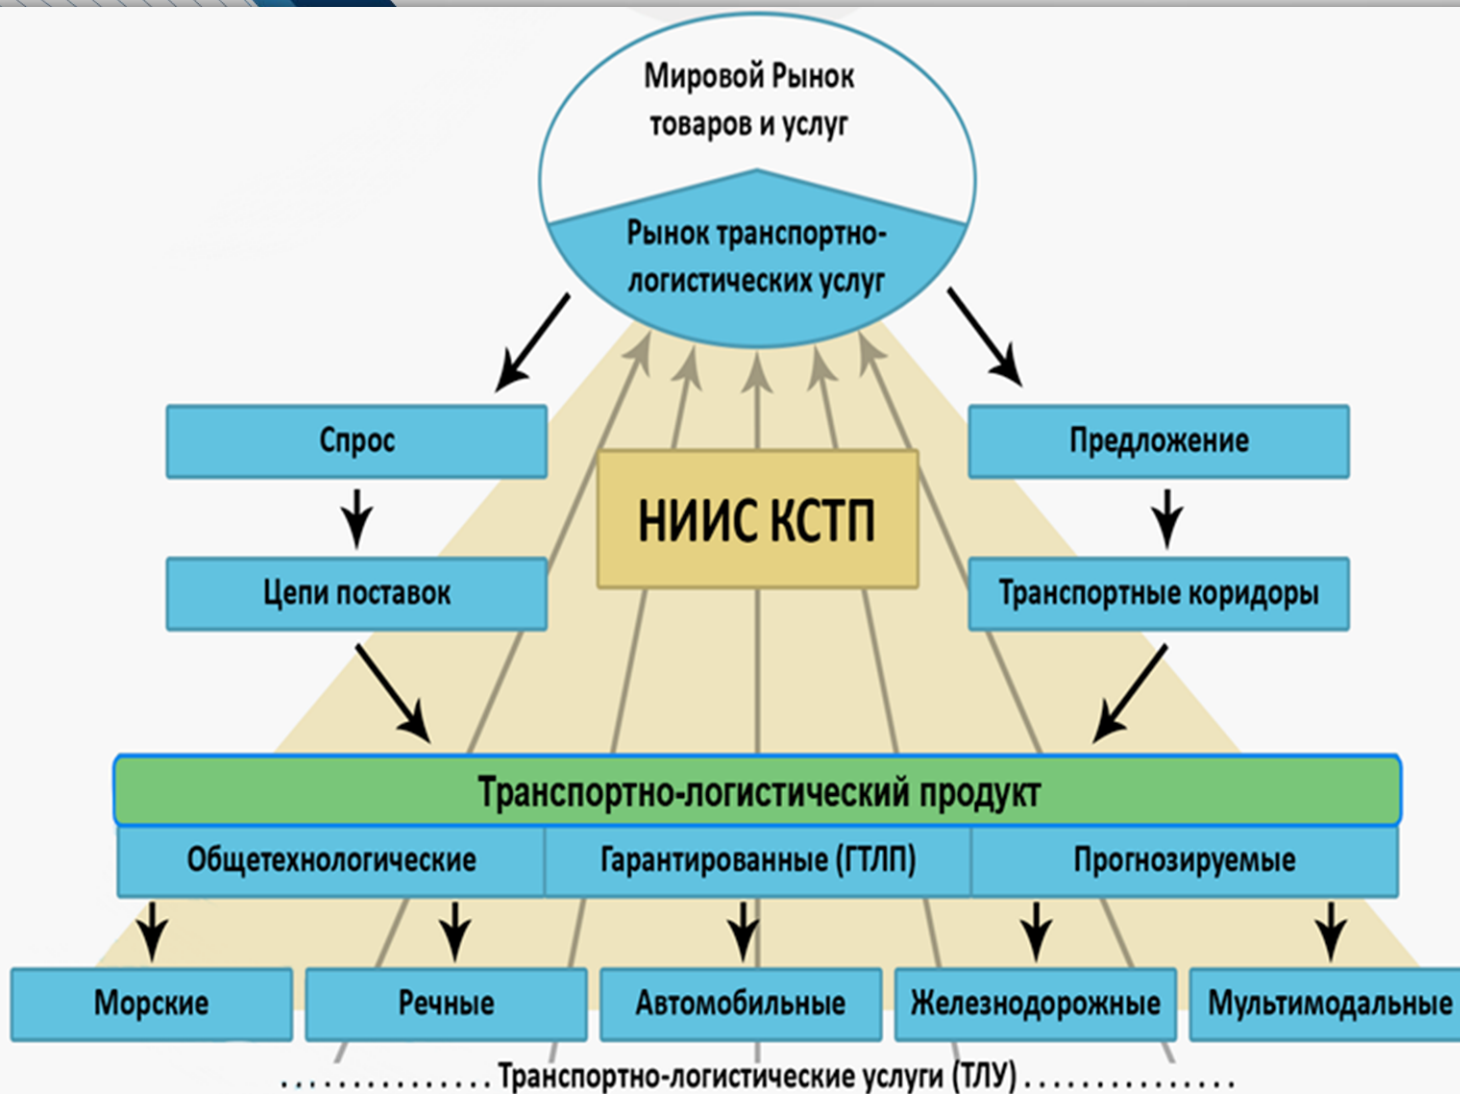 Мировой Рынок
товаров и услуг
Рынок транспортно-
логистических услуг
Спрос
Предложение
НИИС КСТП
Цепи поставок
Транспортные коридоры
Транспортно-логистический продукт
Общетехнологические
Гарантированные (ГТЛП)
Прогнозируемые
Морские
Речные
Автомобильные
Железнодорожные
Мультимодальные
. . . . . . . . . . . . . . . Транспортно-логистические услуги (ТЛУ) . . . . . . . . . . . . . . .